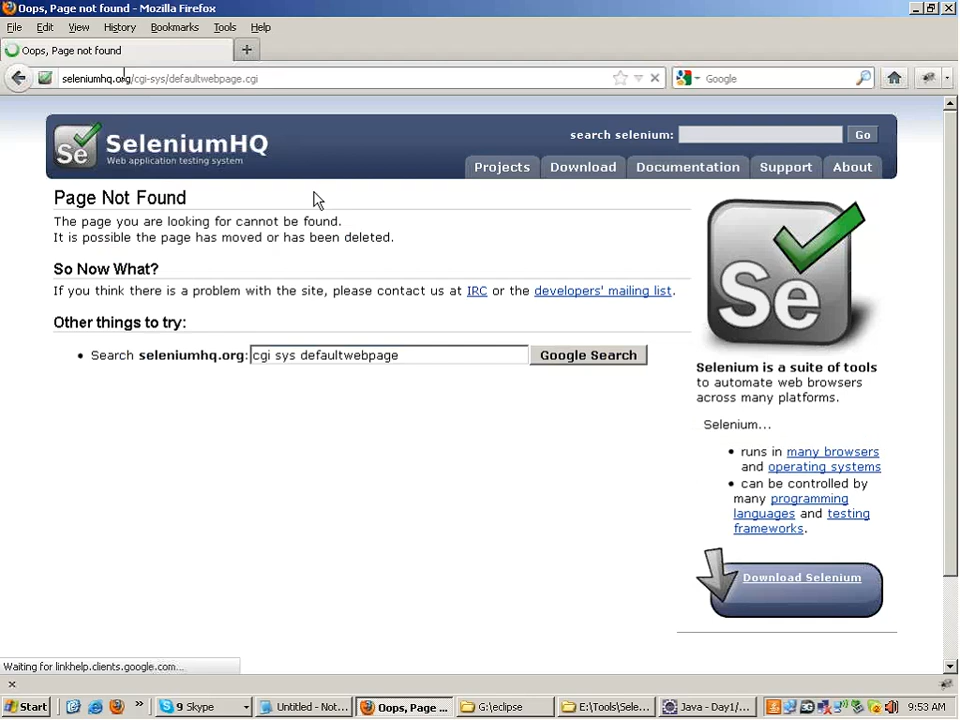 Oops, Page not found - Mozilla Firefox
File Edit View History Bookmarks Tools Help
Oops, Page not found
seleniumhq.org/cgi-sys/defaultwebpage.cgi
Google
Se
SeleniumHQ
Web application testing system
search selenium:
Go
Projects
Download
Documentation
Support
About
Page Not Found
The page you are looking for cannot be found.
It is possible the page has moved or has been deleted.
So Now What?
If you think there is a problem with the site, please contact us at IRC or the developers' mailing list.
Other things to try:
• Search seleniumhq.org: cgi sys defaultwebpage
Google Search
Se
Selenium is a suite of tools
to automate web browsers
across many platforms.
Selenium...
• runs in many browsers
and operating systems
• can be controlled by
many programming
languages and testing
frameworks.
Download Selenium
Waiting for linkhelp.clients.google.com...
Start
9 Skype
Untitled - Not...
Oops, Page ...
G:\eclipse
E:\Tools\Sele...
Java - Day1/...
9:53 AM